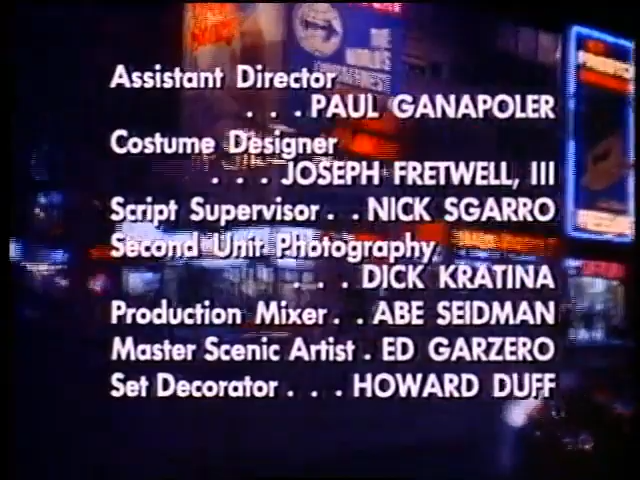 Assistant Director
. . . PAUL GANAPOLER
Costume Designer
. . . JOSEPH FRETWELL, III
Script Supervisor . . NICK SGARRO
Second Unit Photography
. . . DICK KRATINA
Production Mixer . . ABE SEIDMAN
Master Scenic Artist . ED GARZERO
Set Decorator . . . HOWARD DUFF